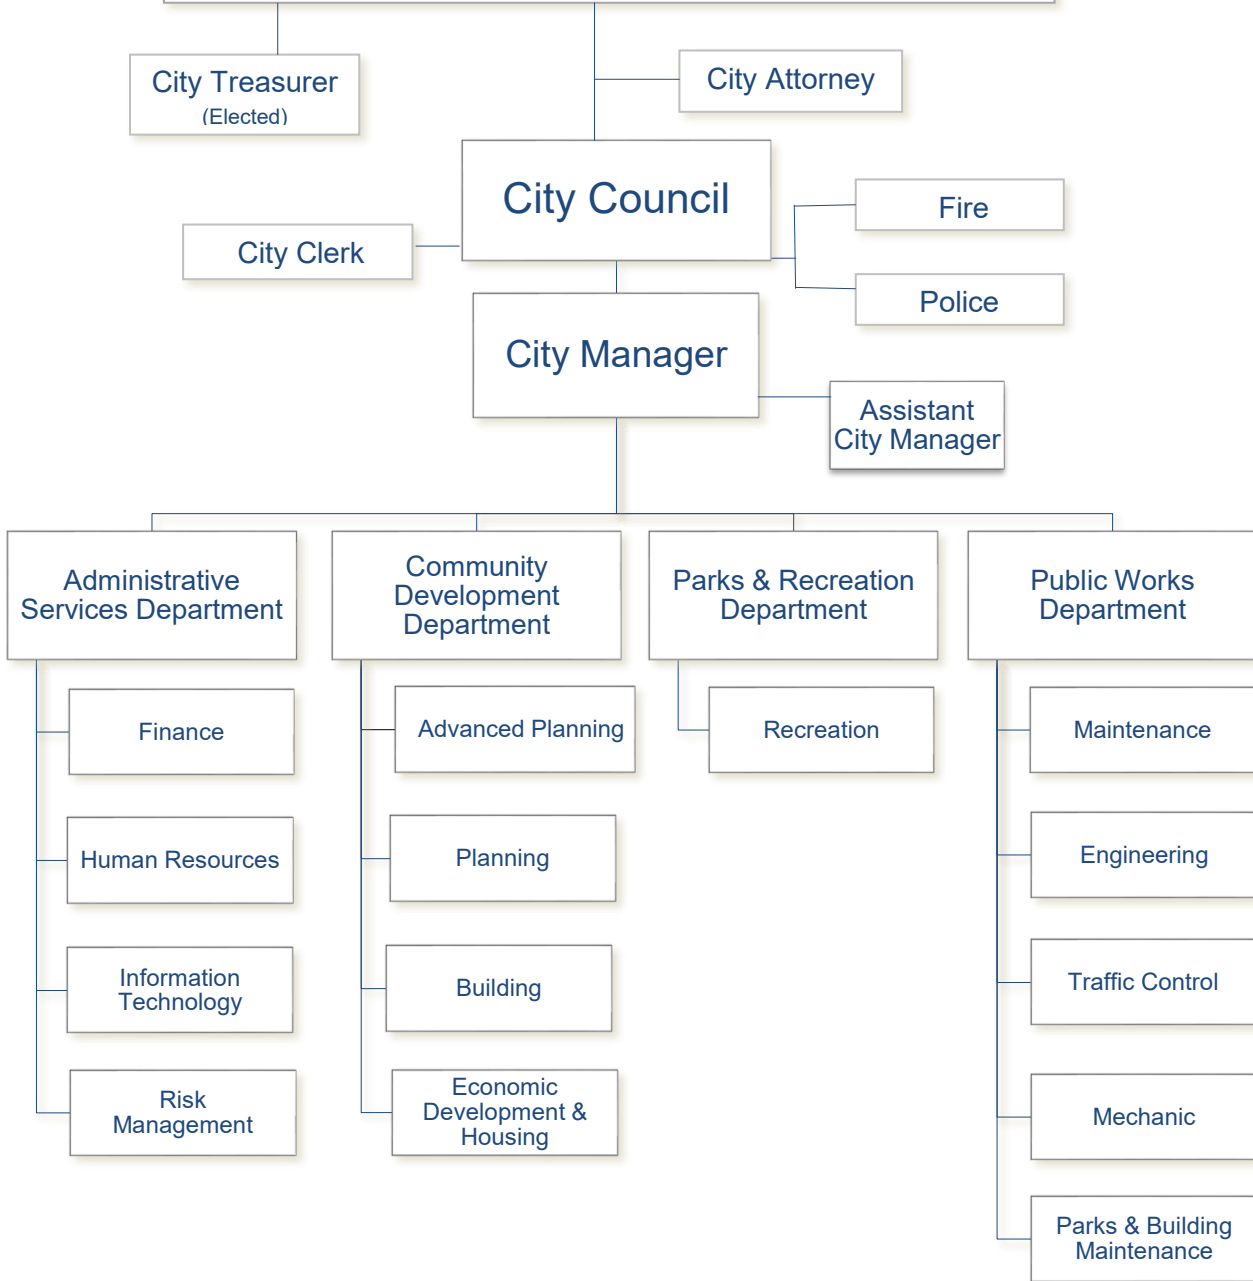 City Treasurer
(Elected)
City Attorney
City Council
Fire
City Clerk
Police
City Manager
Assistant
City Manager
Administrative
Services Department
Community
Development
Department
Parks & Recreation
Department
Public Works
Department
Finance
Advanced Planning
Recreation
Maintenance
Human Resources
Planning
Engineering
Information
Technology
Building
Traffic Control
Risk
Management
Economic
Development &
Housing
Mechanic
Parks & Building
Maintenance